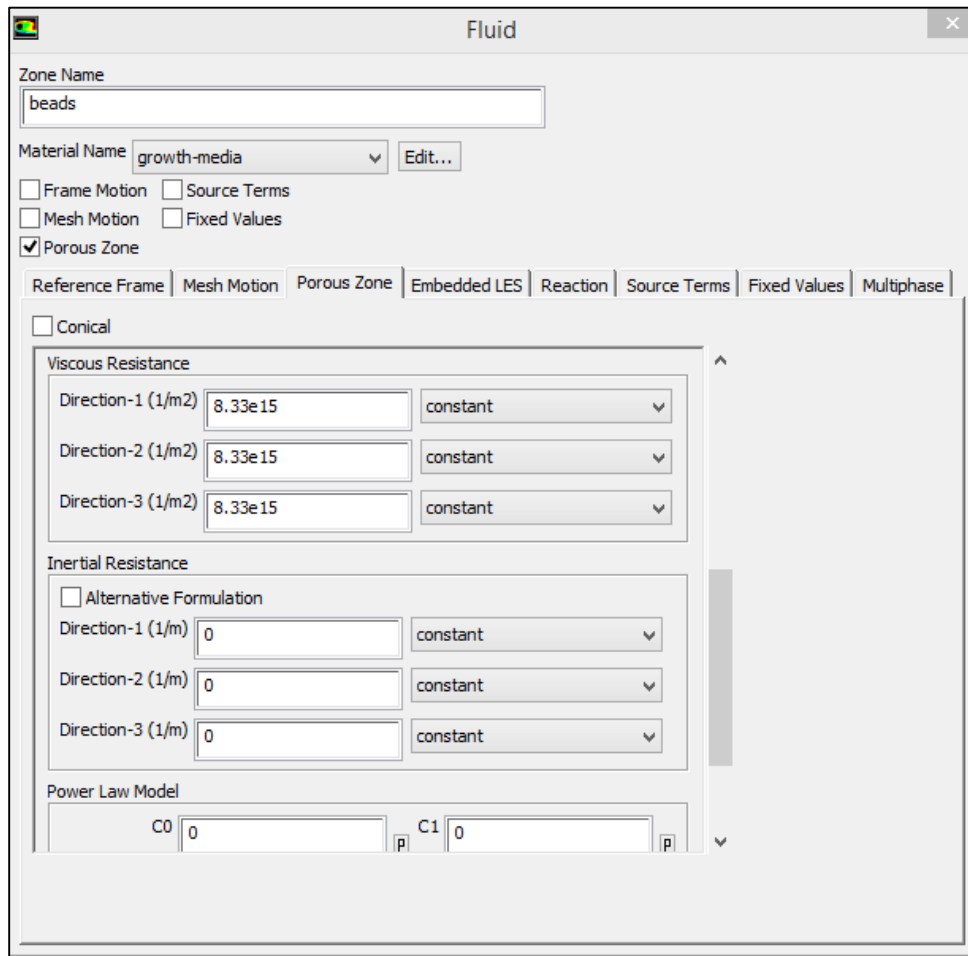 Fluid
Zone Name
beads
Material Name growth-media Edit...
Frame Motion Source Terms
Mesh Motion Fixed Values
Porous Zone
Reference Frame Mesh Motion Porous Zone Embedded LES Reaction Source Terms Fixed Values Multiphase
Conical
Viscous Resistance
Direction-1 (1/m2) 8.33e15 constant
Direction-2 (1/m2) 8.33e15 constant
Direction-3 (1/m2) 8.33e15 constant
Inertial Resistance
Alternative Formulation
Direction-1 (1/m) 0 constant
Direction-2 (1/m) 0 constant
Direction-3 (1/m) 0 constant
Power Law Model
C0 0 P C1 0 P